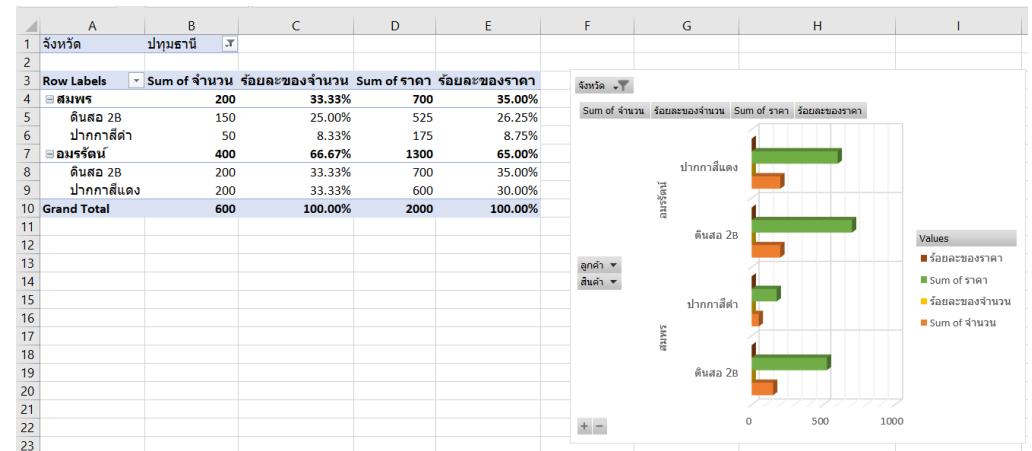 A B C D E F G H I
1 จังหวัด ปทุมธานี
2
3 Row Labels Sum of จำนวน ร้อยละของจำนวน Sum of ราคา ร้อยละของราคา
4 สมพร 200 33.33% 700 35.00%
5 ดินสอ 2B 150 25.00% 525 26.25%
6 ปากกาสีดำ 50 8.33% 175 8.75%
7 อมรรัตน์ 400 66.67% 1300 65.00%
8 ดินสอ 2B 200 33.33% 700 35.00%
9 ปากกาสีแดง 200 33.33% 600 30.00%
10 Grand Total 600 100.00% 2000 100.00%
11
12
13
14
15
16
17
18
19
20
21
22
23
จังหวัด
Sum of จำนวน ร้อยละของจำนวน Sum of ราคา ร้อยละของราคา
ปากกาสีแดง
อมรรัตน์
ดินสอ 2B
ลูกค้า
สินค้า
ปากกาสีดำ
สมพร
ดินสอ 2B
0 500 1000
Values
ร้อยละของราคา
Sum of ราคา
ร้อยละของจำนวน
Sum of จำนวน